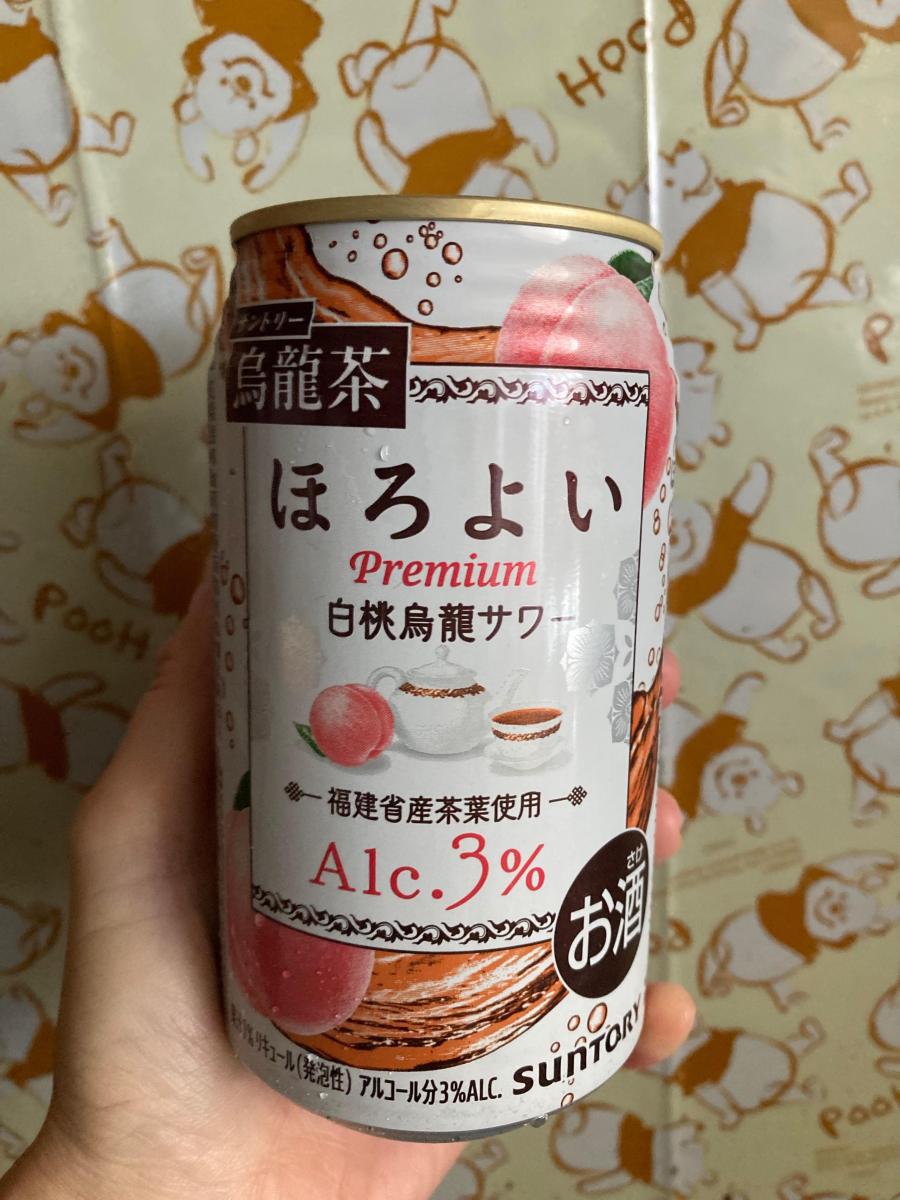 HOOP
サントリー
烏龍茶
ほろよい
Premium
白桃烏龍サワー
福建省産茶葉使用
Alc.3%
さけ
お酒
リキュール(発泡性) アルコール分3%ALC.
SUNTORY
POOH
Pooh